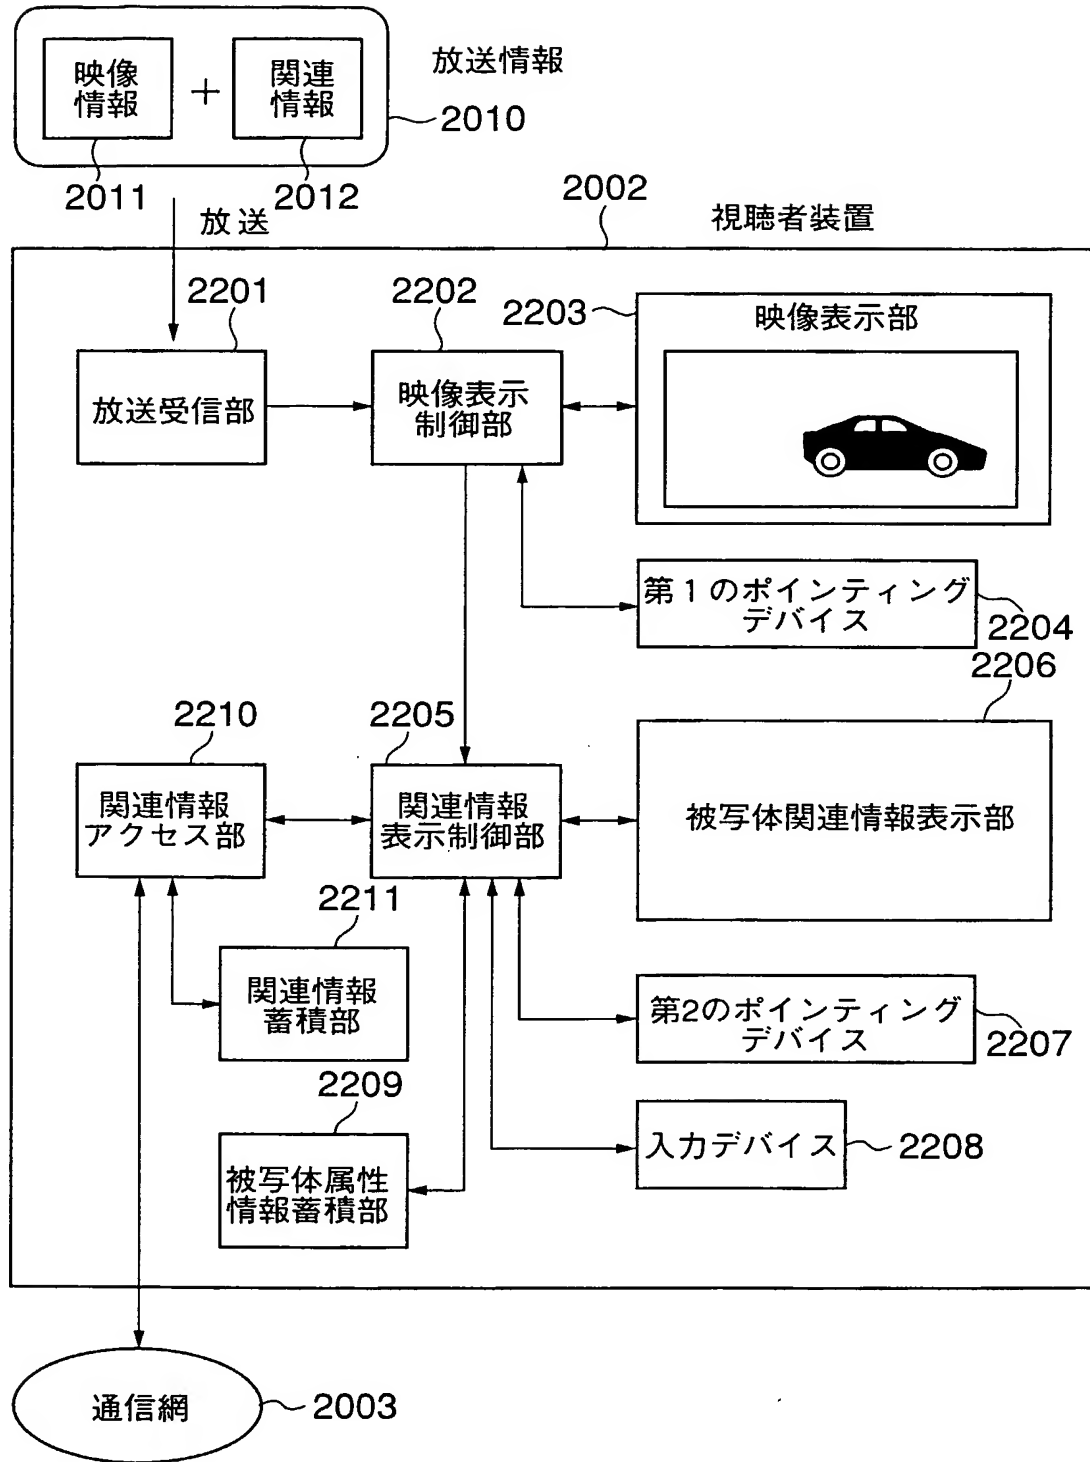 映像
情報
+
関連
情報
放送情報
2010
2011
2012
放送
2002
視聴者装置
2201
放送受信部
2202
映像表示
制御部
2203
映像表示部
第1のポインティング
デバイス
2204
2206
被写体関連情報表示部
2210
関連情報
アクセス部
2205
関連情報
表示制御部
2211
関連情報
蓄積部
第2のポインティング
デバイス
2207
2209
被写体属性
情報蓄積部
入力デバイス
2208
通信網
2003